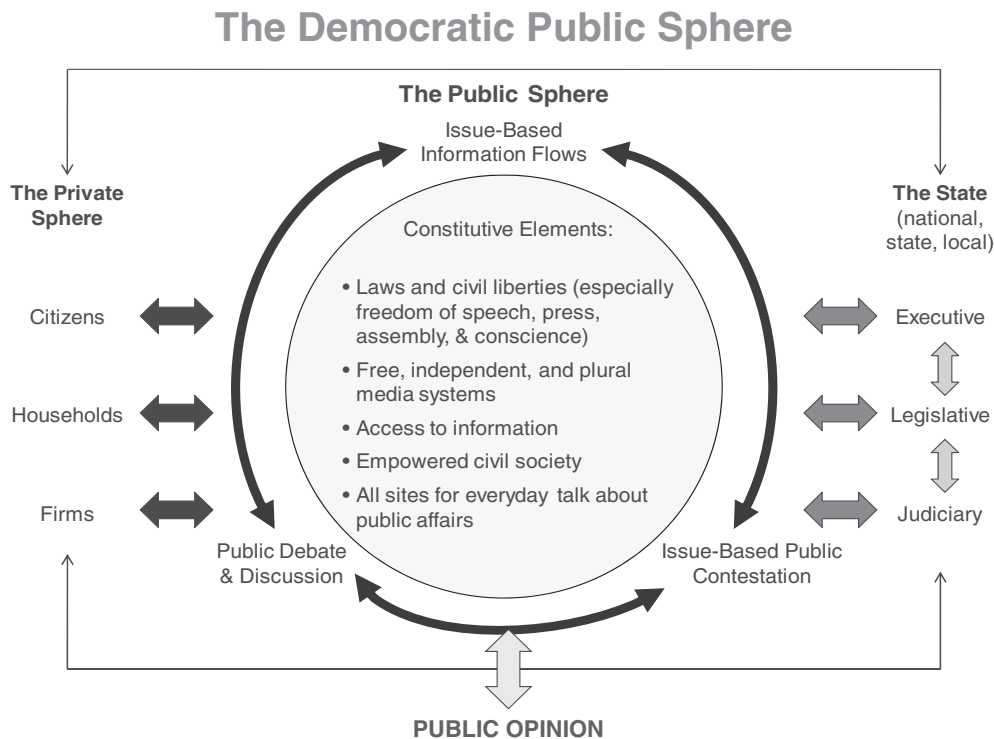 The Democratic Public Sphere
The Public Sphere
Issue-Based
Information Flows
The Private
Sphere
Citizens
Households
Firms
Constitutive Elements:
• Laws and civil liberties (especially
freedom of speech, press,
assembly, & conscience)
• Free, independent, and plural
media systems
• Access to information
• Empowered civil society
• All sites for everyday talk about
public affairs
The State
(national,
state, local)
Executive
Legislative
Judiciary
Public Debate
& Discussion
Issue-Based Public
Contestation
PUBLIC OPINION